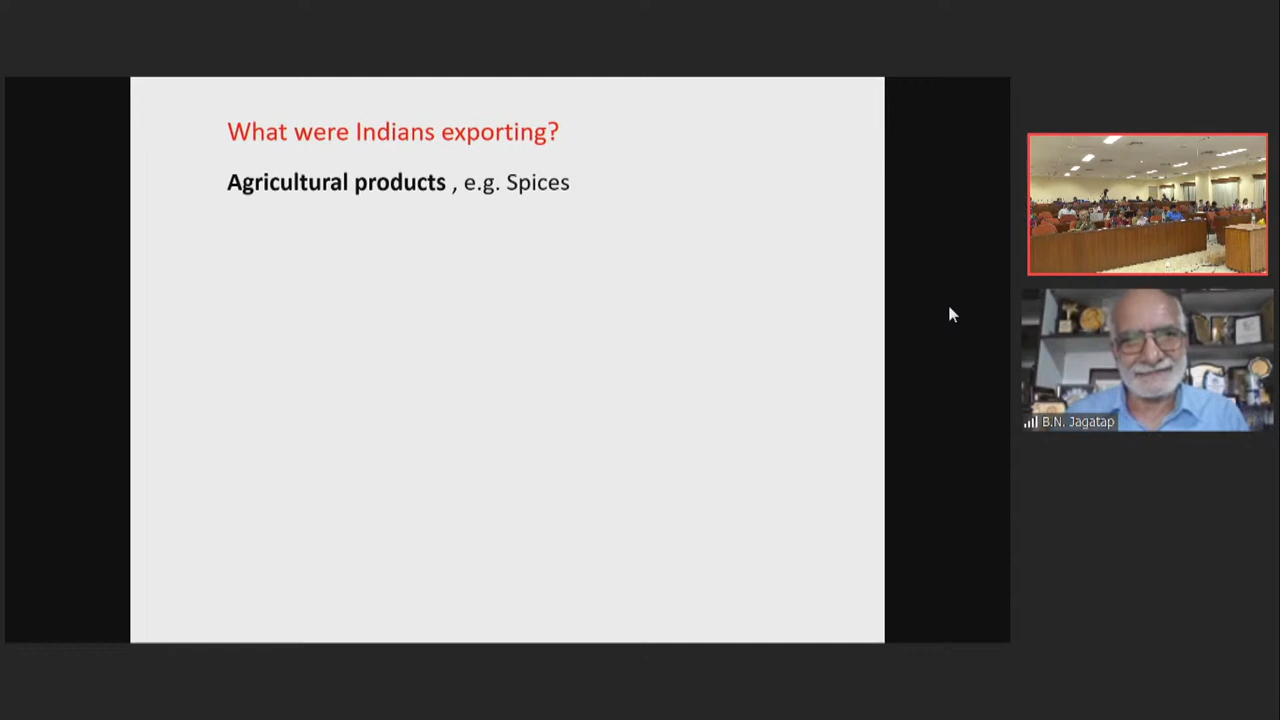 What were Indians exporting?
Agricultural products , e.g. Spices
B.N. Jagatap